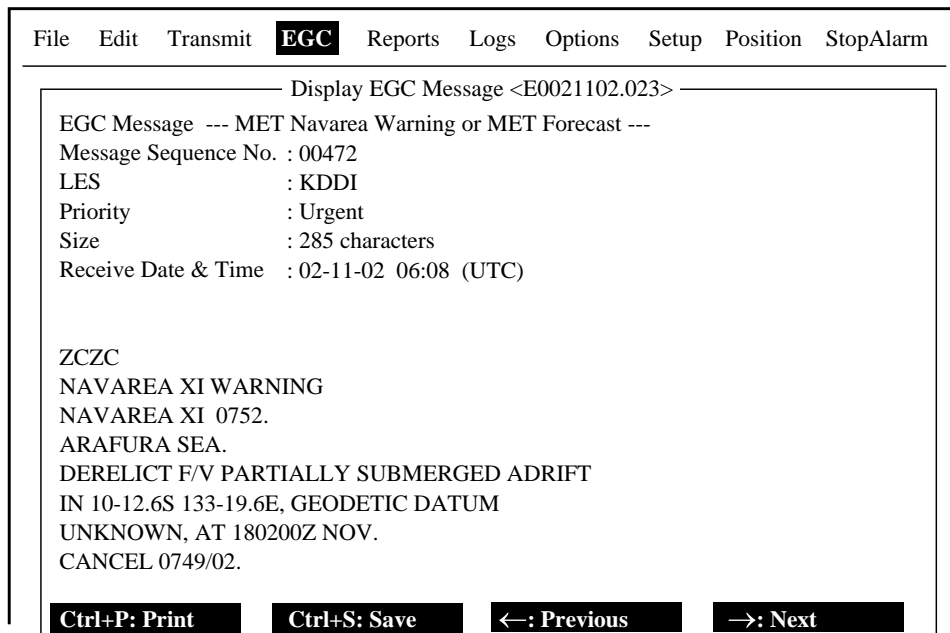 File Edit Transmit EGC Reports Logs Options Setup Position StopAlarm
Display EGC Message <E0021102.023>
EGC Message --- MET Navarea Warning or MET Forecast ---
Message Sequence No. : 00472
LES : KDDI
Priority : Urgent
Size : 285 characters
Receive Date & Time : 02-11-02 06:08 (UTC)
ZCZC
NAVAREA XI WARNING
NAVAREA XI 0752.
ARAFURA SEA.
DERELICT F/V PARTIALLY SUBMERGED ADRIFT
IN 10-12.6S 133-19.6E, GEODETIC DATUM
UNKNOWN, AT 180200Z NOV.
CANCEL 0749/02.
Ctrl+P: Print Ctrl+S: Save ←: Previous →: Next